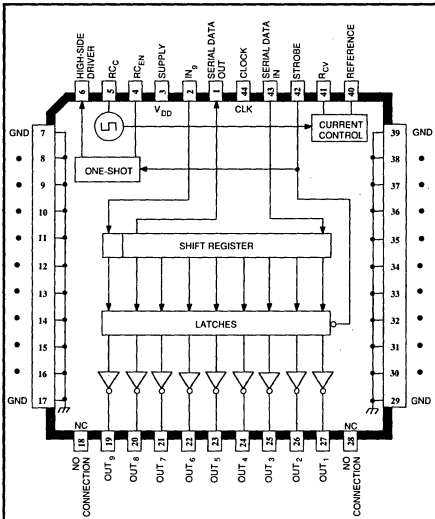 HIGH-SIDE DRIVER
RC_C
RC_EN
SUPPLY
IN_9
SERIAL DATA OUT
CLOCK
SERIAL DATA IN
STROBE
R_CV
REFERENCE
6
5
4
3
2
1
44
43
42
41
40
V_DD
CLK
GND
7
8
9
10
11
12
13
14
15
16
GND
17
39
GND
38
37
36
35
34
33
32
31
30
29
GND
CURRENT CONTROL
ONE-SHOT
SHIFT REGISTER
LATCHES
NC
NC
18
19
20
21
22
23
24
25
26
27
28
NO CONNECTION
OUT_9
OUT_8
OUT_7
OUT_6
OUT_5
OUT_4
OUT_3
OUT_2
OUT_1
NO CONNECTION